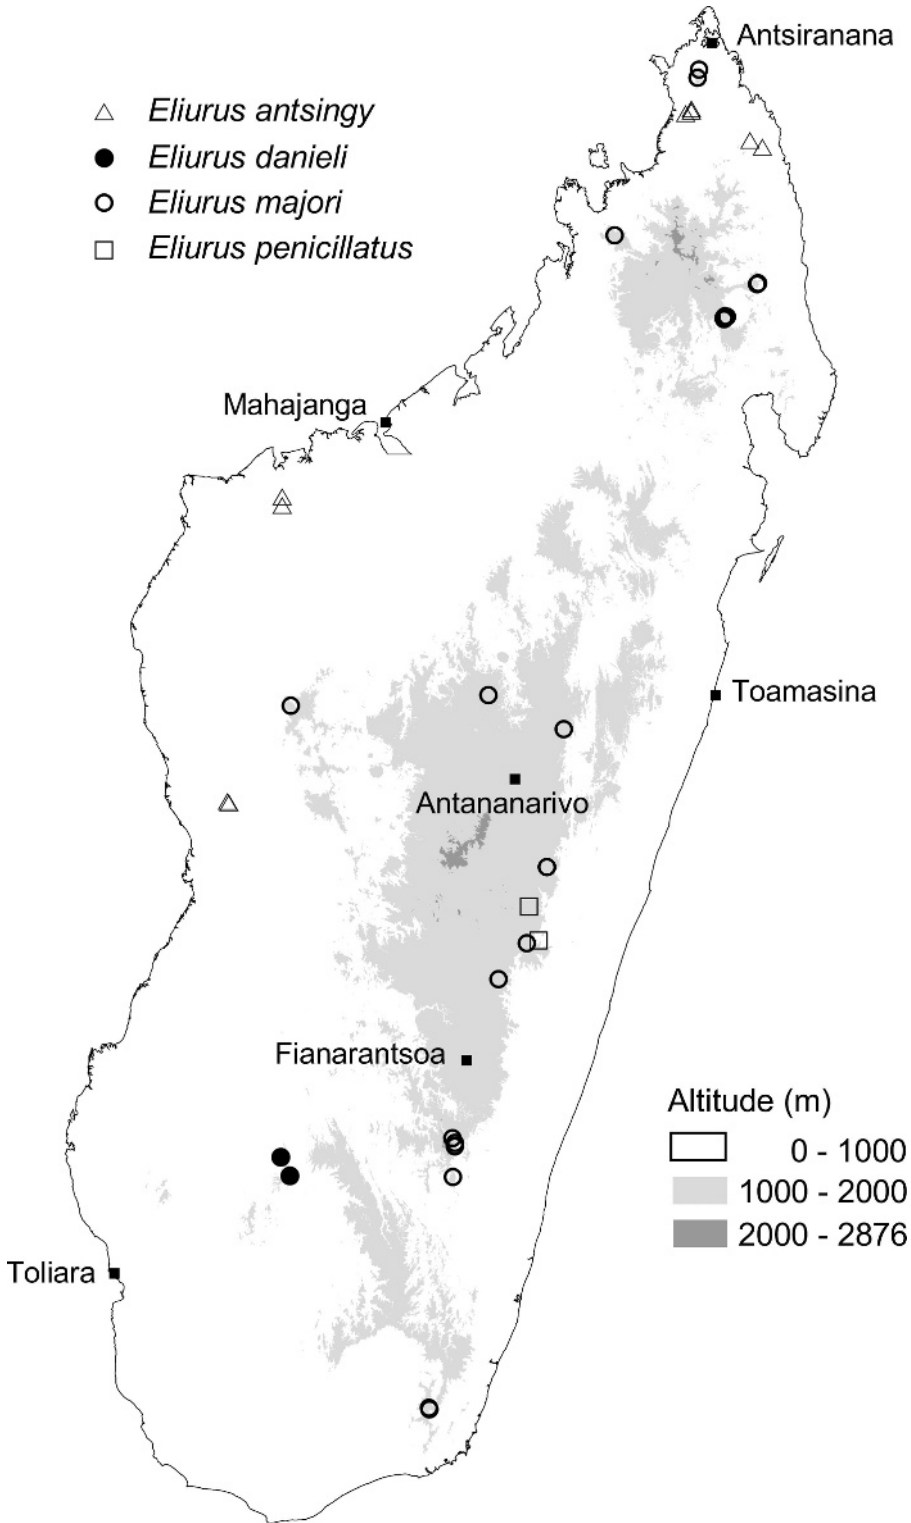 Antsiranana
Eliurus antsingy
Eliurus danieli
Eliurus majori
Eliurus penicillatus
Mahajanga
Toamasina
Antananarivo
Fianarantsoa
Altitude (m)
0 - 1000
1000 - 2000
2000 - 2876
Toliara